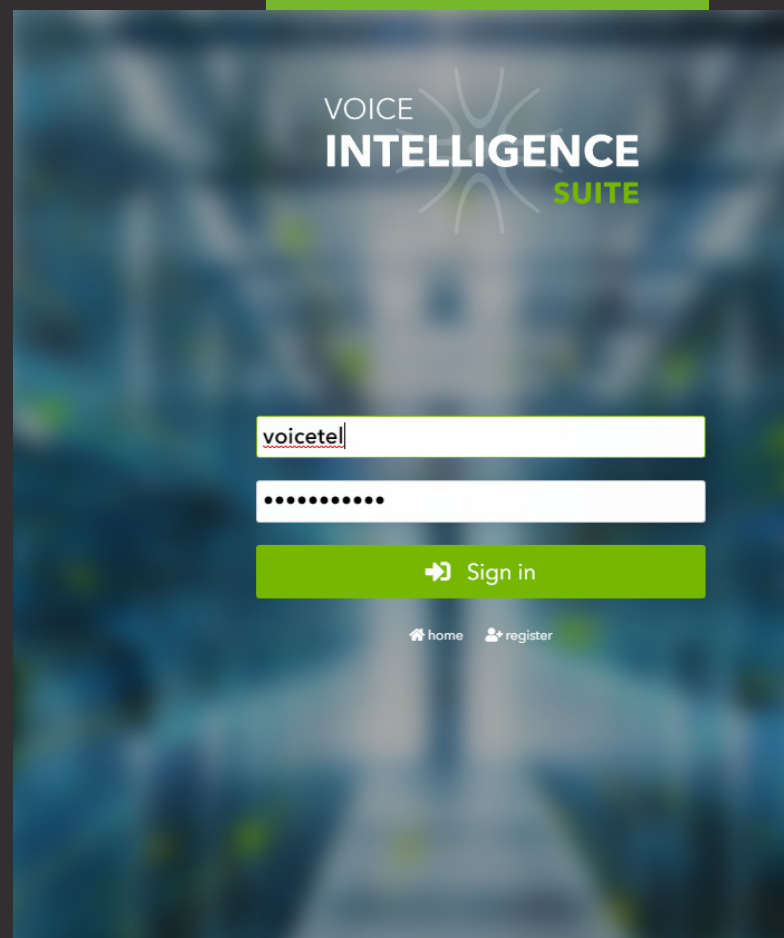 VOICE
INTELLIGENCE
SUITE
voicetel
•••••••••••
Sign in
home register